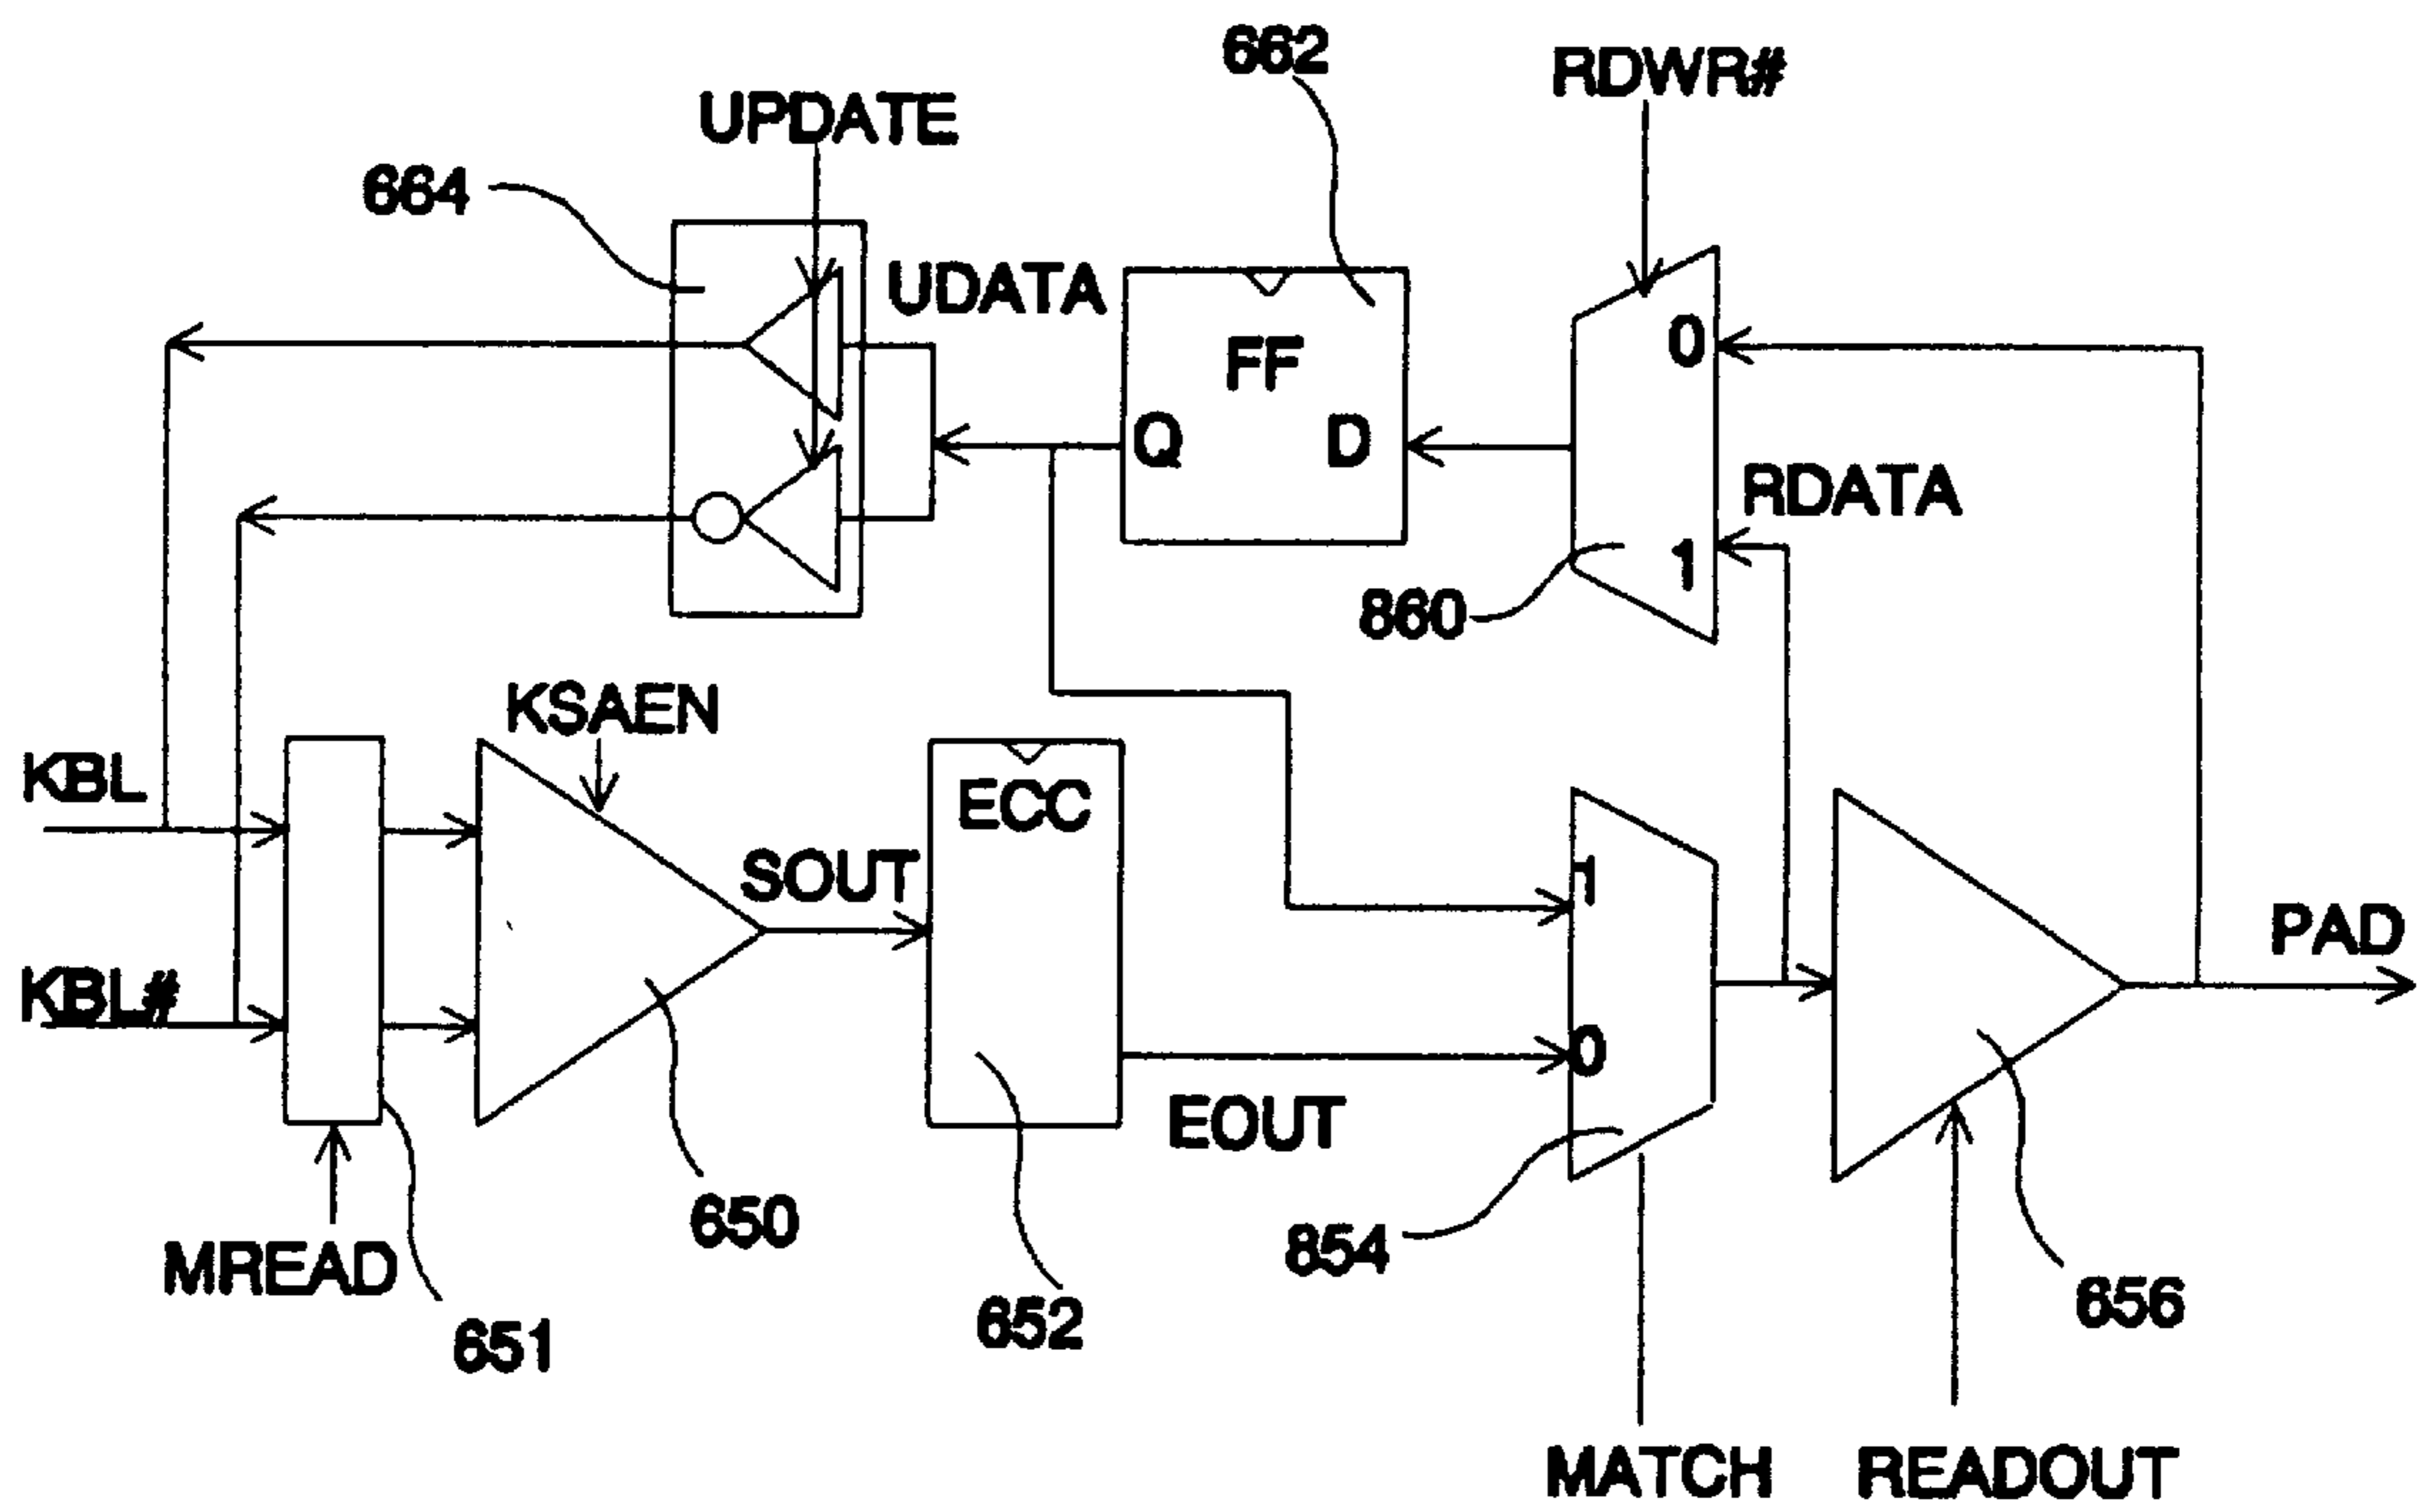 662
RDWR#
UPDATE
664
UDATA
FF
0
Q
D
RDATA
1
860
KSAEN
KBL
ECC
SOUT
1
PAD
KBL#
0
EOUT
650
854
MREAD
652
656
651
MATCH
READOUT